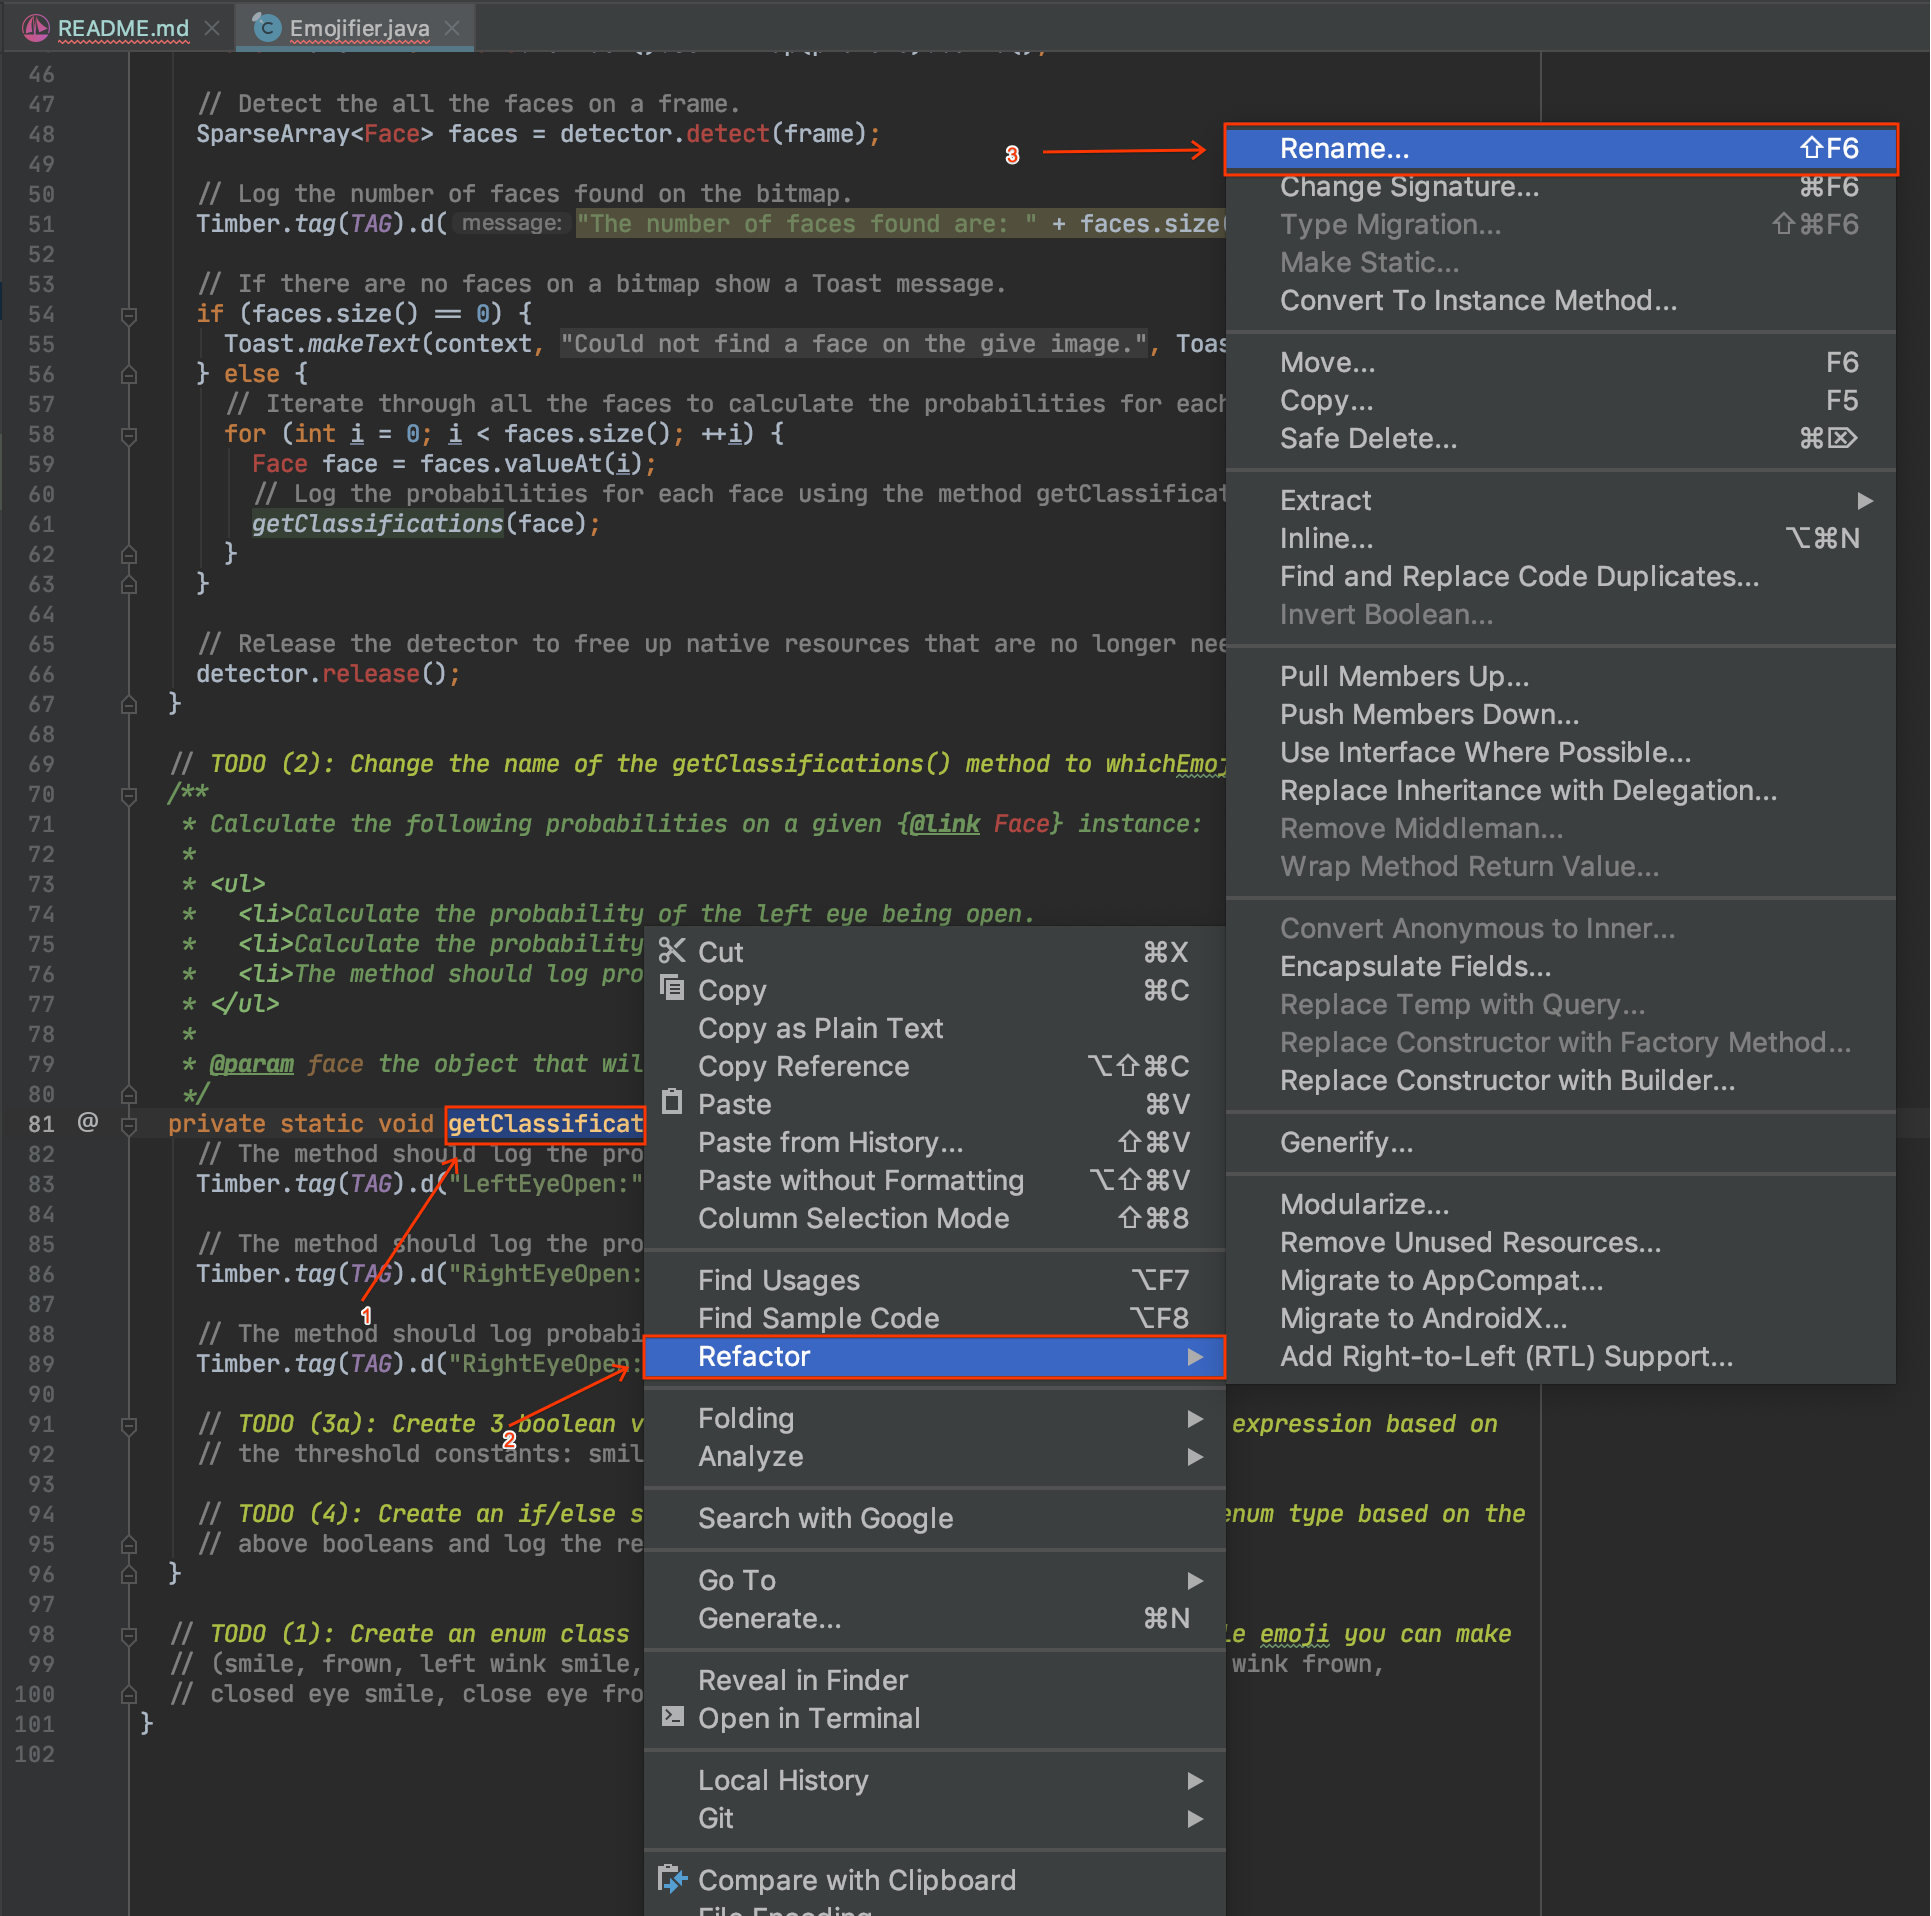 README.md
Emojifier.java
46
47 // Detect the all the faces on a frame.
48 SparseArray<Face> faces = detector.detect(frame);
49
50 // Log the number of faces found on the bitmap.
51 Timber.tag(TAG).d( message: "The number of faces found are: " + faces.size(
52
53 // If there are no faces on a bitmap show a Toast message.
54 if (faces.size() == 0) {
55 Toast.makeText(context, "Could not find a face on the give image.", Toas
56 } else {
57 // Iterate through all the faces to calculate the probabilities for each
58 for (int i = 0; i < faces.size(); ++i) {
59 Face face = faces.valueAt(i);
60 // Log the probabilities for each face using the method getClassificat
61 getClassifications(face);
62 }
63 }
64
65 // Release the detector to free up native resources that are no longer nee
66 detector.release();
67 }
68
69 // TODO (2): Change the name of the getClassifications() method to whichEmoj
70 /**
71 * Calculate the following probabilities on a given {@link Face} instance:
72 *
73 * <ul>
74 *   <li>Calculate the probability of the left eye being open.
75 *   <li>Calculate the probability
76 *   <li>The method should log pro
77 * </ul>
78 *
79 * @param face the object that wil
80 */
81 @ private static void getClassificat
82 // The method should log the pro
83 Timber.tag(TAG).d("LeftEyeOpen:"
84
85 // The method should log the pro
86 Timber.tag(TAG).d("RightEyeOpen:
87
1
88 // The method should log probabi
89 Timber.tag(TAG).d("RightEyeOpen:
90
91 // TODO (3a): Create 3 boolean v expression based on
2
92 // the threshold constants: smil
93
94 // TODO (4): Create an if/else s enum type based on the
95 // above booleans and log the re
96 }
97
98 // TODO (1): Create an enum class le emoji you can make
99 // (smile, frown, left wink smile, wink frown,
100 // closed eye smile, close eye fro
101 }
102
Cut ⌘X
Copy ⌘C
Copy as Plain Text
Copy Reference ⌥⇧⌘C
Paste ⌘V
Paste from History... ⇧⌘V
Paste without Formatting ⌥⇧⌘V
Column Selection Mode ⇧⌘8
Find Usages ⌥F7
Find Sample Code ⌥F8
Refactor
Folding
Analyze
Search with Google
Go To
Generate... ⌘N
Reveal in Finder
Open in Terminal
Local History
Git
Compare with Clipboard
File Encoding
3
Rename... ⇧F6
Change Signature... ⌘F6
Type Migration... ⇧⌘F6
Make Static...
Convert To Instance Method...
Move... F6
Copy... F5
Safe Delete... ⌘⌦
Extract
Inline... ⌥⌘N
Find and Replace Code Duplicates...
Invert Boolean...
Pull Members Up...
Push Members Down...
Use Interface Where Possible...
Replace Inheritance with Delegation...
Remove Middleman...
Wrap Method Return Value...
Convert Anonymous to Inner...
Encapsulate Fields...
Replace Temp with Query...
Replace Constructor with Factory Method...
Replace Constructor with Builder...
Generify...
Modularize...
Remove Unused Resources...
Migrate to AppCompat...
Migrate to AndroidX...
Add Right-to-Left (RTL) Support...